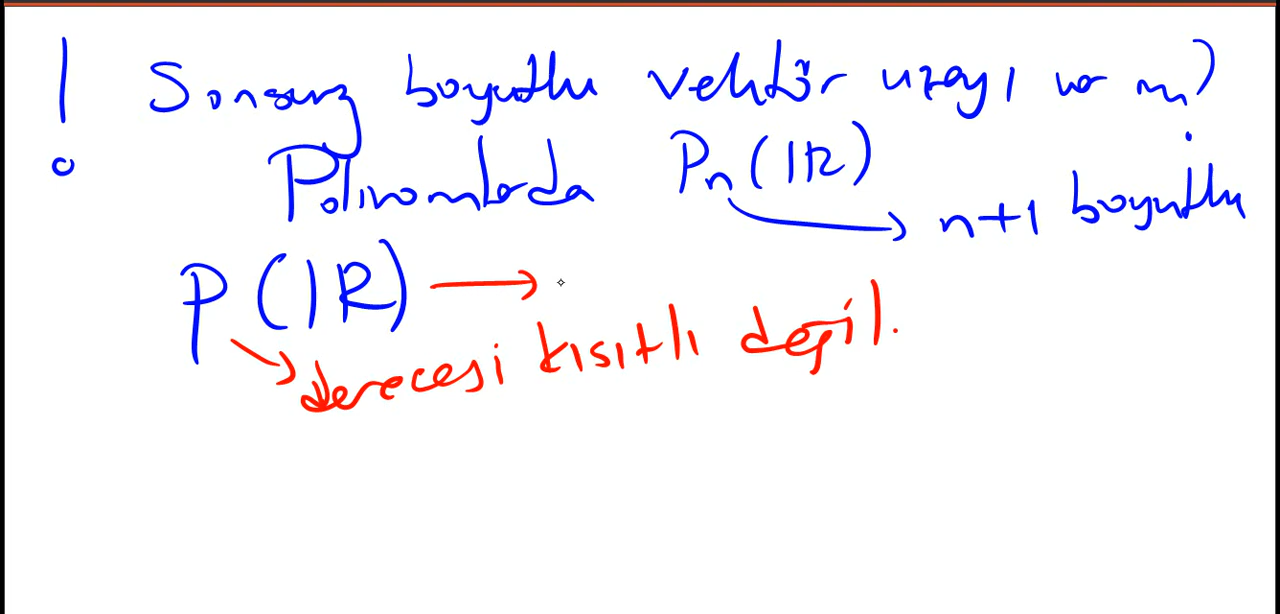 ! Sonsuz boyutlu vektör uzayı var mı?
Polinomlarda Pn(IR) → n+1 boyutlu
P(IR) →
→ derecesi kısıtlı değil.